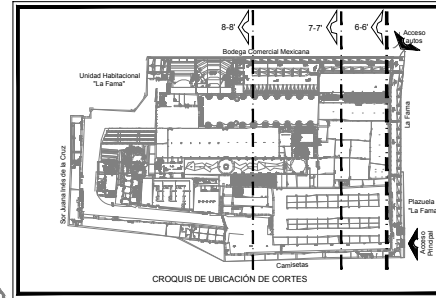 8-8'
7-7'
6-6'
Acceso
autos
Bodega Comercial Mexicana
Unidad Habitacional
"La Fama"
La Fama
Sor Juana Inés de la Cruz
Plazuela
"La Fama
Acceso
Principal
Camisetas
CROQUIS DE UBICACIÓN DE CORTES